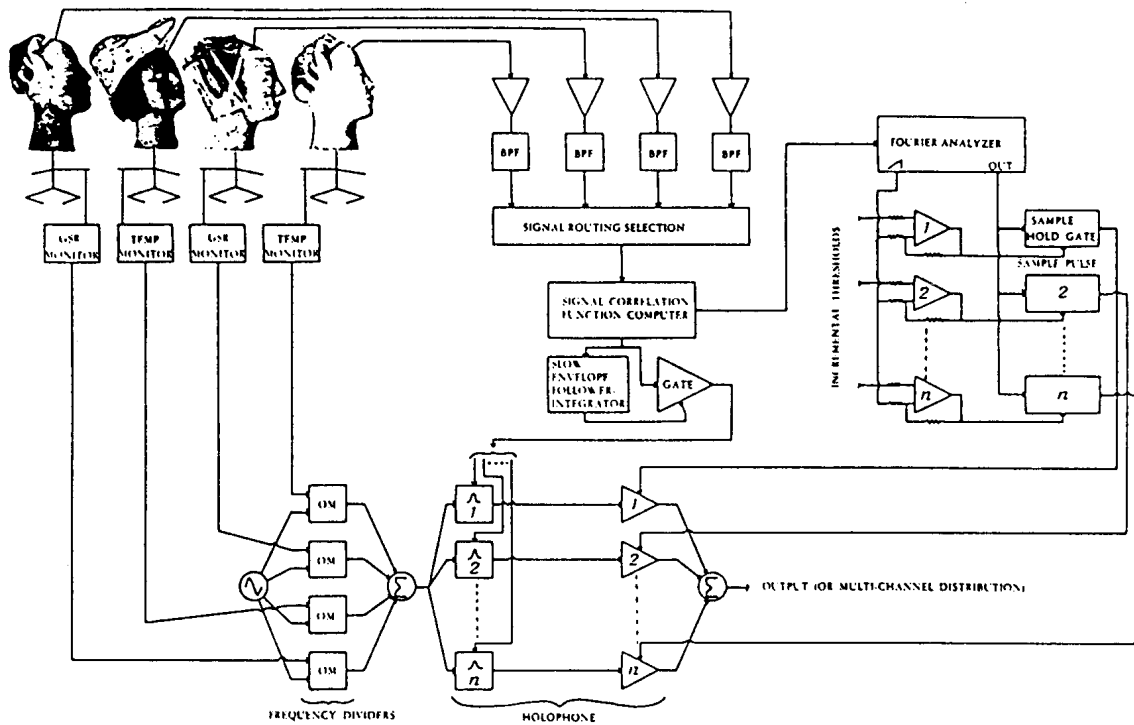 BPF
BPF
BPF
BPF
FOURIER ANALYZER
OUT
SIGNAL ROUTING SELECTION
GSR
MONITOR
TEMP
MONITOR
GSR
MONITOR
TEMP
MONITOR
1
SAMPLE
HOLD GATE
SAMPLE PULSE
2
2
n
n
INCREMENTAL THRESHOLDS
SIGNAL CORRELATION
FUNCTION COMPUTER
SLOW
ENVELOPE
FOLLOWER-
INTEGRATOR
GATE
OM
OM
OM
OM
Σ
1
2
n
1
2
n
Σ
OUTPUT (OR MULTI-CHANNEL DISTRIBUTION)
FREQUENCY DIVIDERS
HOLOPHONE